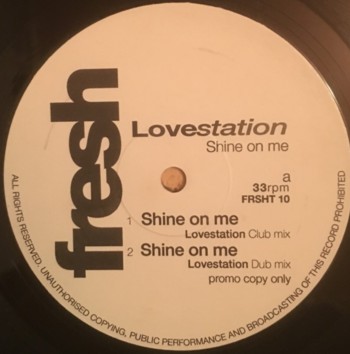 fresh
Lovestation
Shine on me
a
33rpm
FRSHT 10
1 Shine on me
Lovestation Club mix
2 Shine on me
Lovestation Dub mix
promo copy only
ALL RIGHTS RESERVED. UNAUTHORISED COPYING, PUBLIC PERFORMANCE AND BROADCASTING OF THIS RECORD PROHIBITED